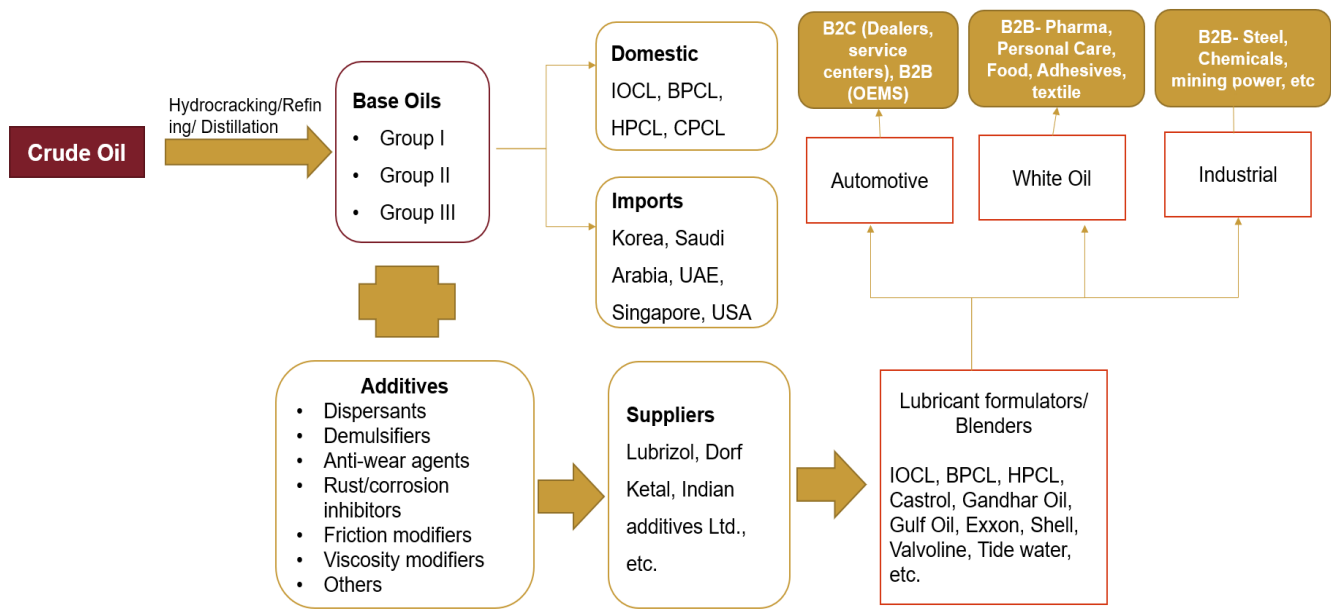 Crude Oil
Hydrocracking/Refin
ing/ Distillation
Base Oils
• Group I
• Group II
• Group III
Domestic
IOCL, BPCL,
HPCL, CPCL
Imports
Korea, Saudi
Arabia, UAE,
Singapore, USA
B2C (Dealers,
service
centers), B2B
(OEMS)
B2B- Pharma,
Personal Care,
Food, Adhesives,
textile
B2B- Steel,
Chemicals,
mining power, etc
Automotive
White Oil
Industrial
Additives
• Dispersants
• Demulsifiers
• Anti-wear agents
• Rust/corrosion
inhibitors
• Friction modifiers
• Viscosity modifiers
• Others
Suppliers
Lubrizol, Dorf
Ketal, Indian
additives Ltd.,
etc.
Lubricant formulators/
Blenders
IOCL, BPCL, HPCL,
Castrol, Gandhar Oil,
Gulf Oil, Exxon, Shell,
Valvoline, Tide water,
etc.